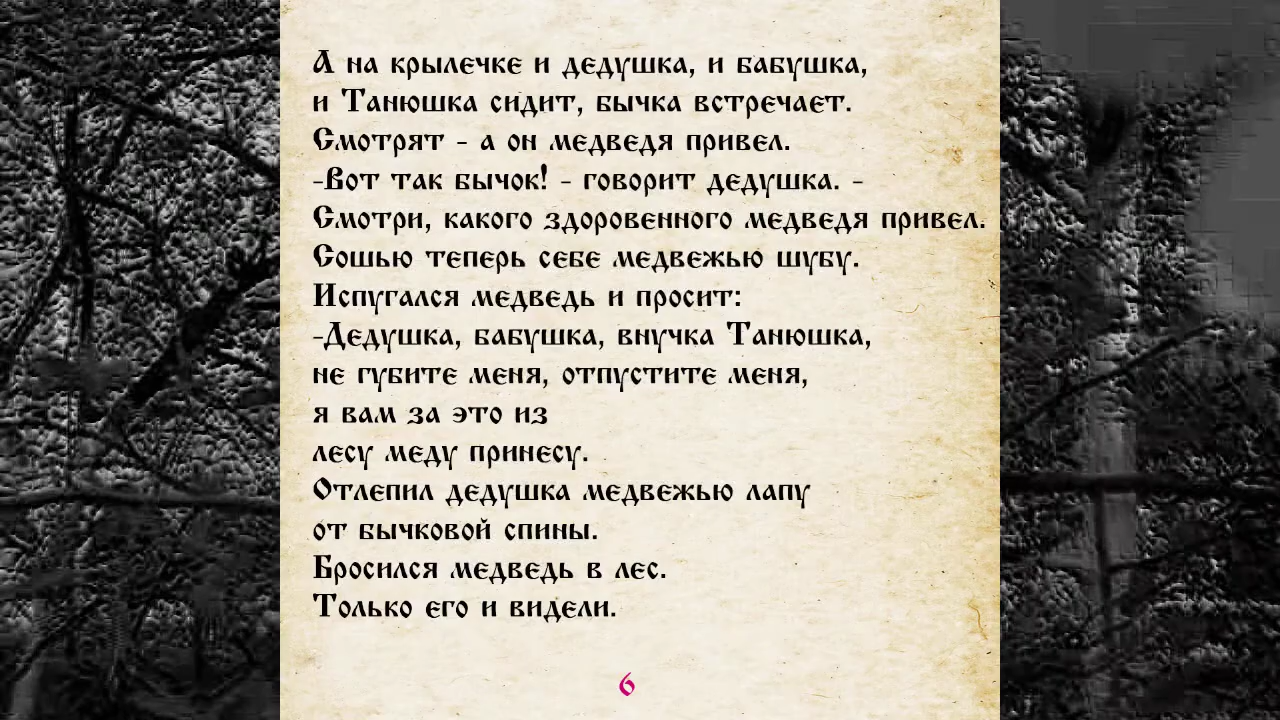 А на крылечке и дедушка, и бабушка,
и Танюшка сидит, бычка встречает.
Смотрят - а он медведя привел.
-Вот так бычок! - говорит дедушка. -
Смотри, какого здоровенного медведя привел.
Сошью теперь себе медвежью шубу.
Испугался медведь и просит:
-Дедушка, бабушка, внучка Танюшка,
не губите меня, отпустите меня,
я вам за это из
лесу меду принесу.
Отлепил дедушка медвежью лапу
от бычковой спины.
Бросился медведь в лес.
Только его и видели.
6